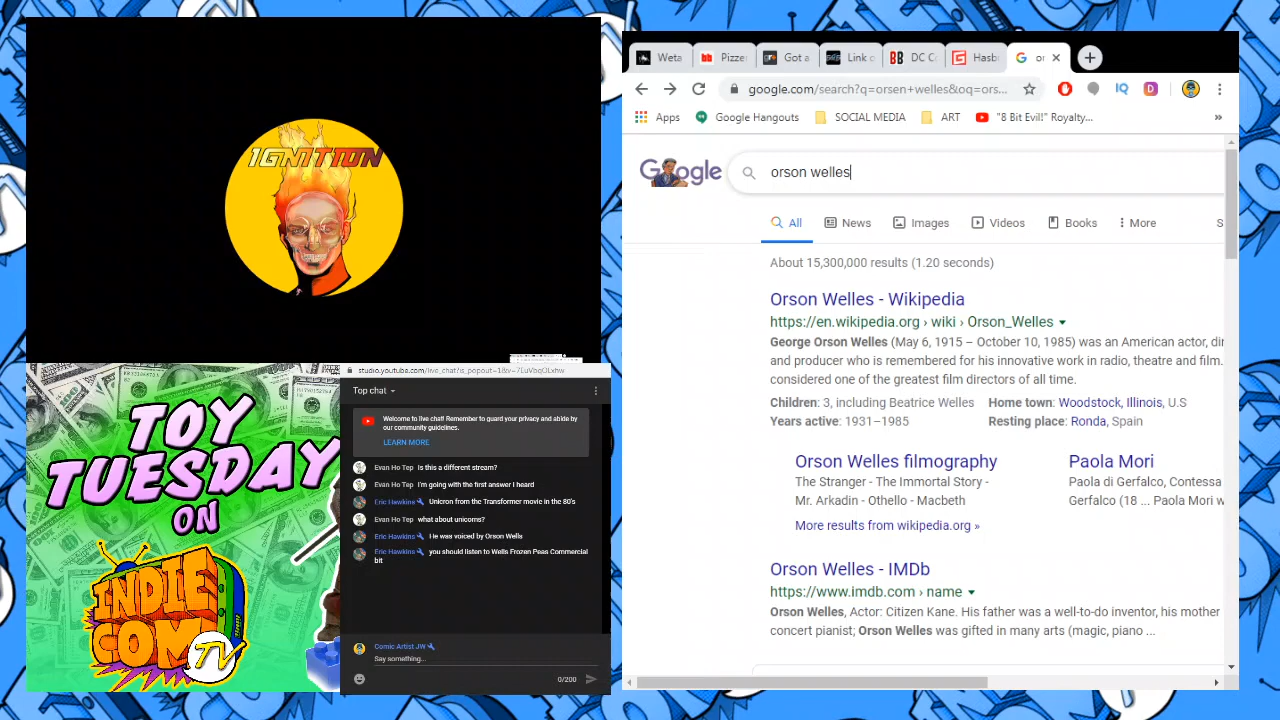 IGNITION
TOY
TUESDAY
ON
INDIE
COM
TV
Top chat
Welcome to live chat! Remember to guard your privacy and abide by
our community guidelines.
LEARN MORE
Evan Ho Tep Is this a different stream?
Evan Ho Tep I'm going with the first answer I heard
Eric Hawkins Unicron from the Transformer movie in the 80's
Evan Ho Tep what about unicorns?
Eric Hawkins He was voiced by Orson Wells
Eric Hawkins you should listen to Wells Frozen Peas Commercial
bit
Comic Artist JW
Say something...
0/200
Weta
Pizze
Got a
Link o
DC Co
Hasb
or
google.com/search?q=orsen+welles&oq=ors...
Apps
Google Hangouts
SOCIAL MEDIA
ART
"8 Bit Evil!" Royalty...
»
Google
orson welles
All
News
Images
Videos
Books
More
S
About 15,300,000 results (1.20 seconds)
Orson Welles - Wikipedia
https://en.wikipedia.org › wiki › Orson_Welles
George Orson Welles (May 6, 1915 – October 10, 1985) was an American actor, dir
and producer who is remembered for his innovative work in radio, theatre and film.
considered one of the greatest film directors of all time.
Children: 3, including Beatrice Welles Home town: Woodstock, Illinois, U.S
Years active: 1931–1985 Resting place: Ronda, Spain
Orson Welles filmography
The Stranger - The Immortal Story -
Mr. Arkadin - Othello - Macbeth
Paola Mori
Paola di Gerfalco, Contessa
Gerfalco (18 ... Paola Mori w
More results from wikipedia.org »
Orson Welles - IMDb
https://www.imdb.com › name
Orson Welles, Actor: Citizen Kane. His father was a well-to-do inventor, his mother
concert pianist; Orson Welles was gifted in many arts (magic, piano ...